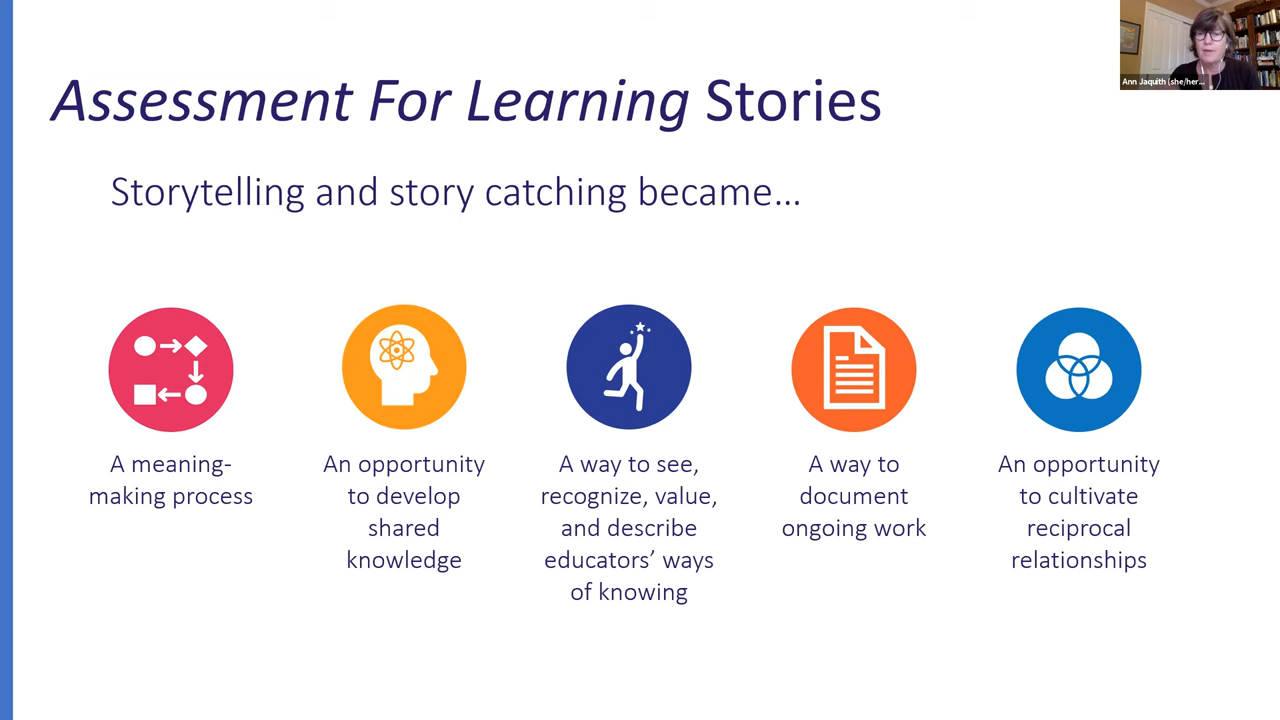 Assessment For Learning Stories
Ann Jaquith (she/her...
Storytelling and story catching became...
A meaning-
making process
An opportunity
to develop
shared
knowledge
A way to see,
recognize, value,
and describe
educators’ ways
of knowing
A way to
document
ongoing work
An opportunity
to cultivate
reciprocal
relationships